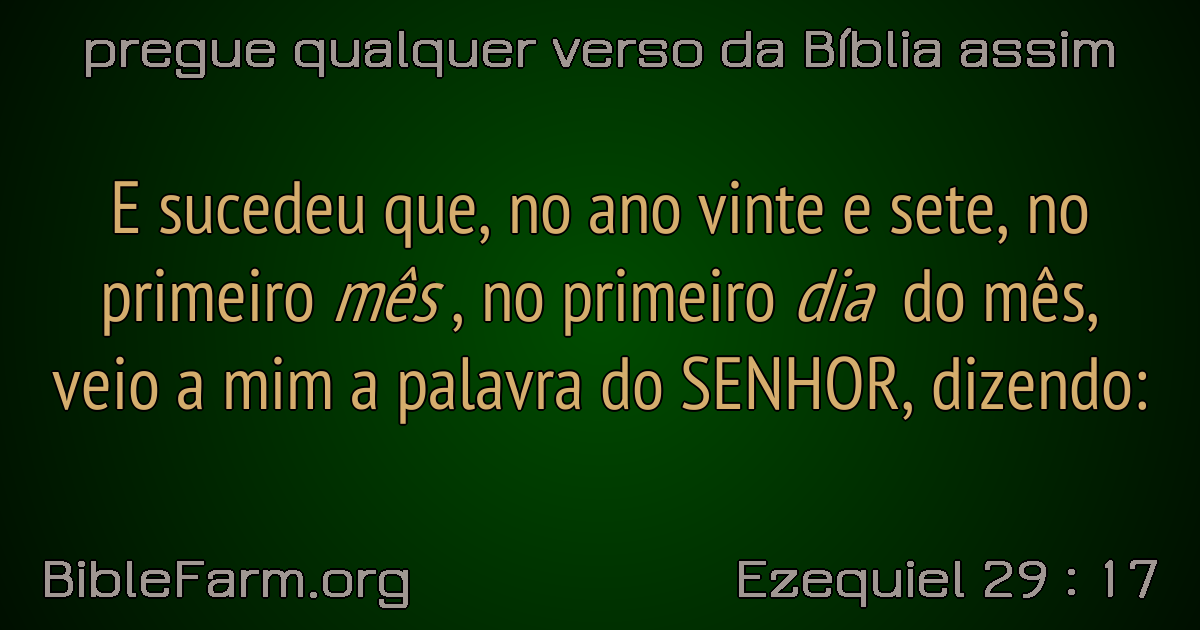 pregue qualquer verso da Bíblia assim
E sucedeu que, no ano vinte e sete, no
primeiro mês , no primeiro dia do mês,
veio a mim a palavra do SENHOR, dizendo:
BibleFarm.org
Ezequiel 29 : 17